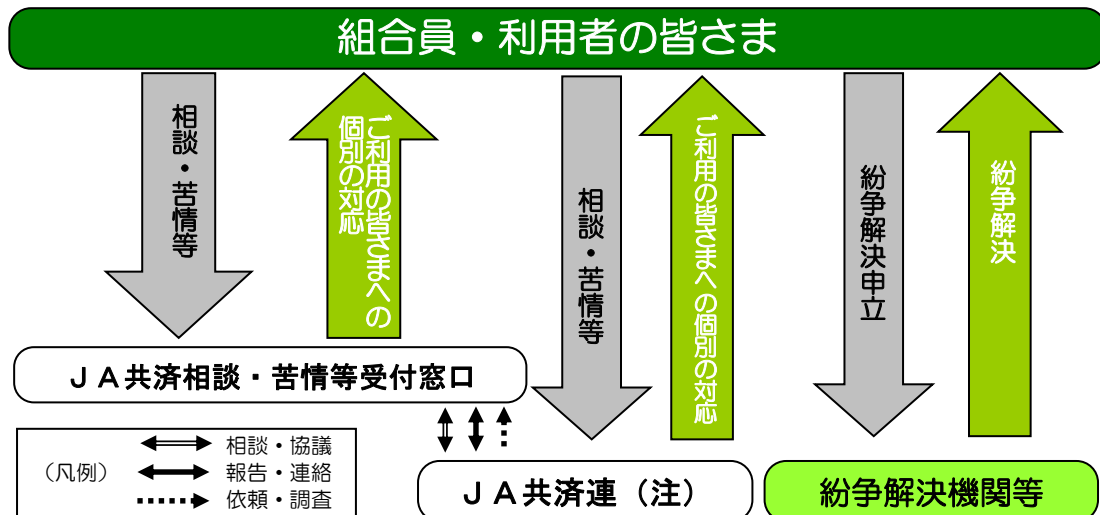 組合員・利用者の皆さま
相談・苦情等
ご利用の皆さまへの
個別の対応
相談・苦情等
ご利用の皆さまへの個別の対応
紛争解決申立
紛争解決
ＪＡ共済相談・苦情等受付窓口
（凡例）
相談・協議
報告・連絡
依頼・調査
ＪＡ共済連（注）
紛争解決機関等